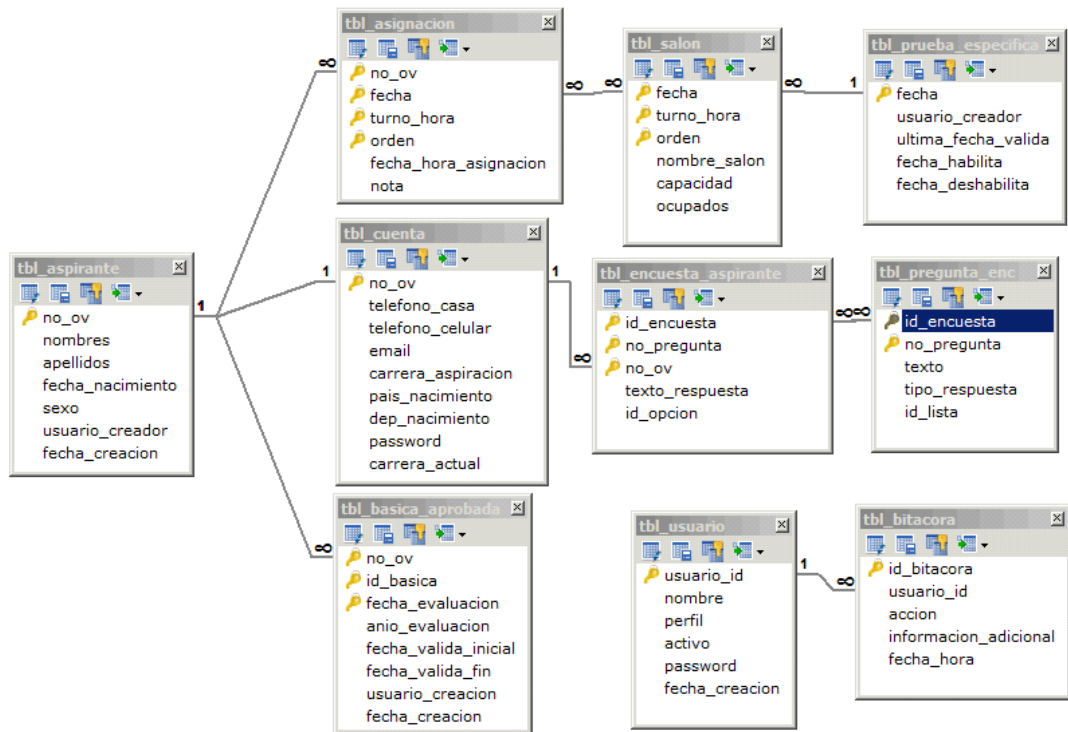 tbl_asignacion
no_ov
fecha
turno_hora
orden
fecha_hora_asignacion
nota
tbl_salon
fecha
turno_hora
orden
nombre_salon
capacidad
ocupados
tbl_prueba_especifica
fecha
usuario_creador
ultima_fecha_valida
fecha_habilita
fecha_deshabilita
tbl_aspirante
no_ov
nombres
apellidos
fecha_nacimiento
sexo
usuario_creador
fecha_creacion
tbl_cuenta
no_ov
telefono_casa
telefono_celular
email
carrera_aspiracion
pais_nacimiento
dep_nacimiento
password
carrera_actual
tbl_encuesta_aspirante
id_encuesta
no_pregunta
no_ov
texto_respuesta
id_opcion
tbl_pregunta_enc
id_encuesta
no_pregunta
texto
tipo_respuesta
id_lista
tbl_basica_aprobada
no_ov
id_basica
fecha_evaluacion
anio_evaluacion
fecha_valida_inicial
fecha_valida_fin
usuario_creacion
fecha_creacion
tbl_usuario
usuario_id
nombre
perfil
activo
password
fecha_creacion
tbl_bitacora
id_bitacora
usuario_id
accion
informacion_adicional
fecha_hora
∞
∞
∞
∞
1
1
1
1
∞
∞∞
∞
1
∞